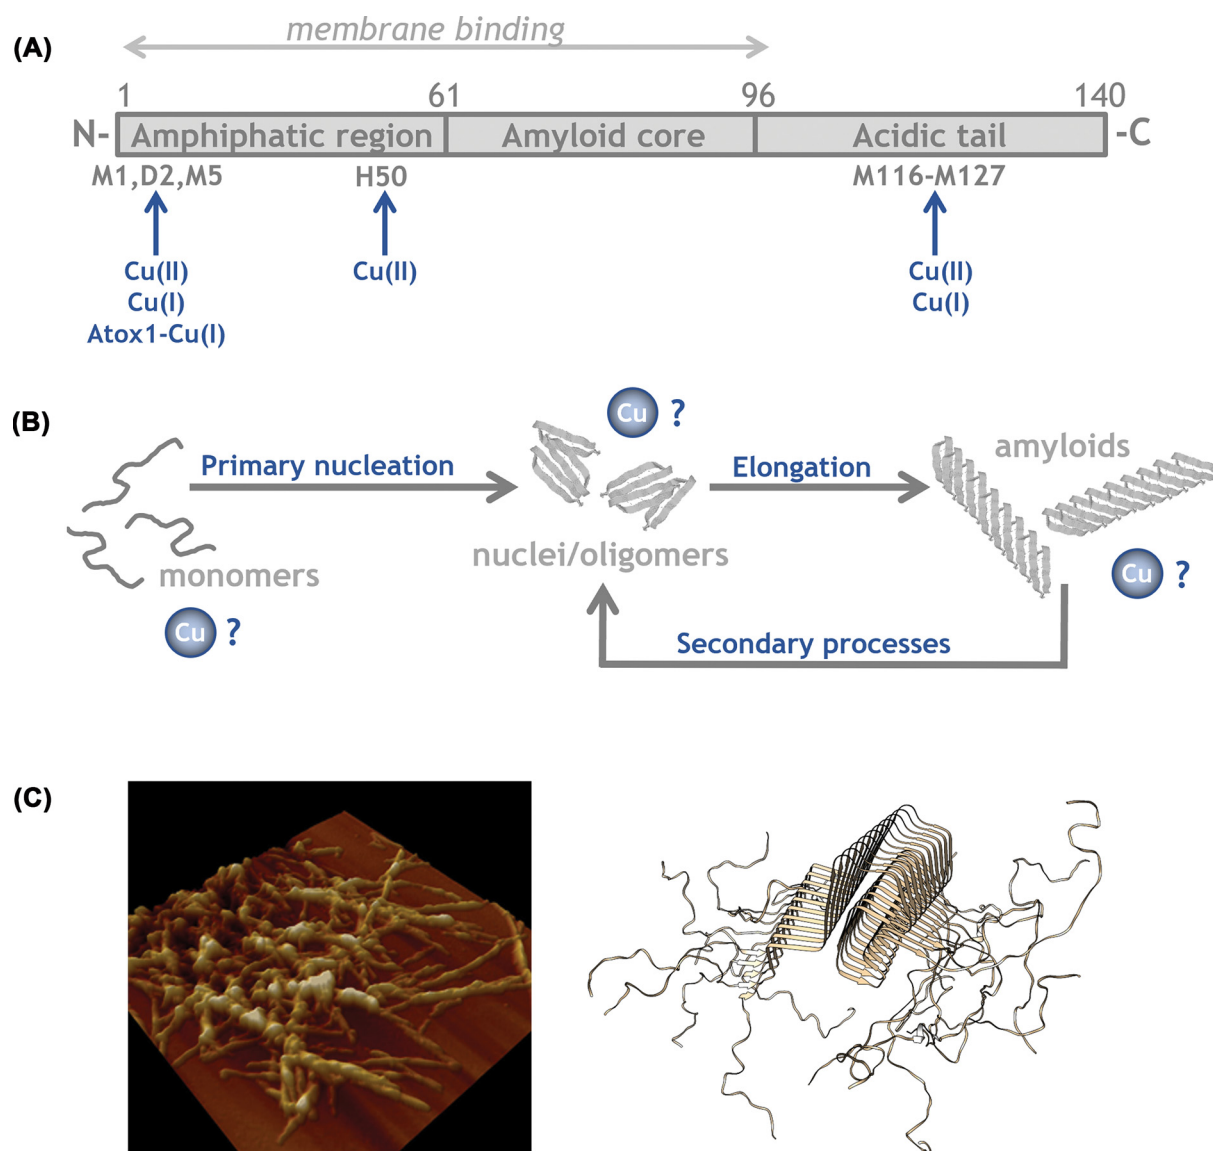 (A)
membrane binding
1 61 96 140
N- Amphiphatic region Amyloid core Acidic tail -C
M1,D2,M5 H50 M116-M127
Cu(II) Cu(II) Cu(II)
Cu(I) Cu(I)
Atox1-Cu(I)
(B)
Cu ?
Primary nucleation Elongation amyloids
nuclei/oligomers
monomers Cu ?
Cu ?
Secondary processes
(C)